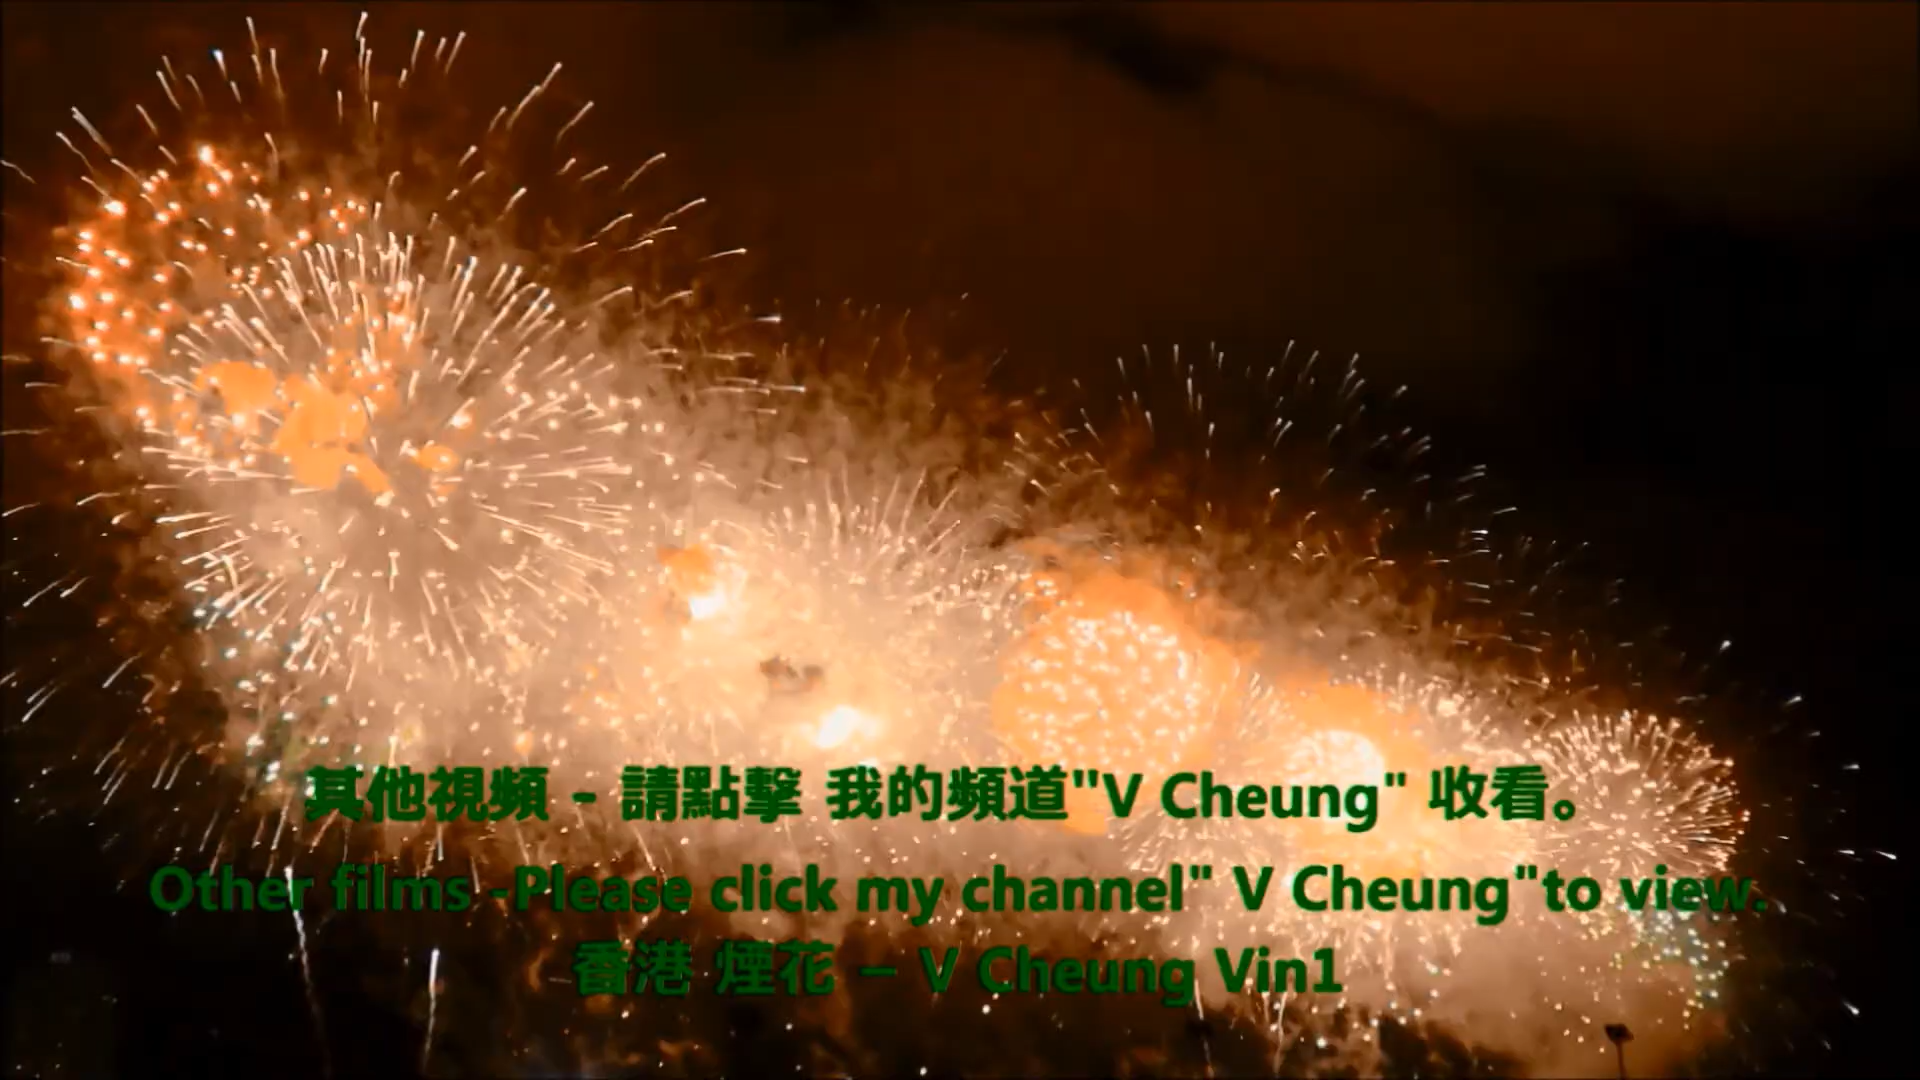 其他視頻 - 請點擊 我的頻道"V Cheung" 收看。
Other films -Please click my channel" V Cheung"to view.
香港 煙花 – V Cheung Vin1